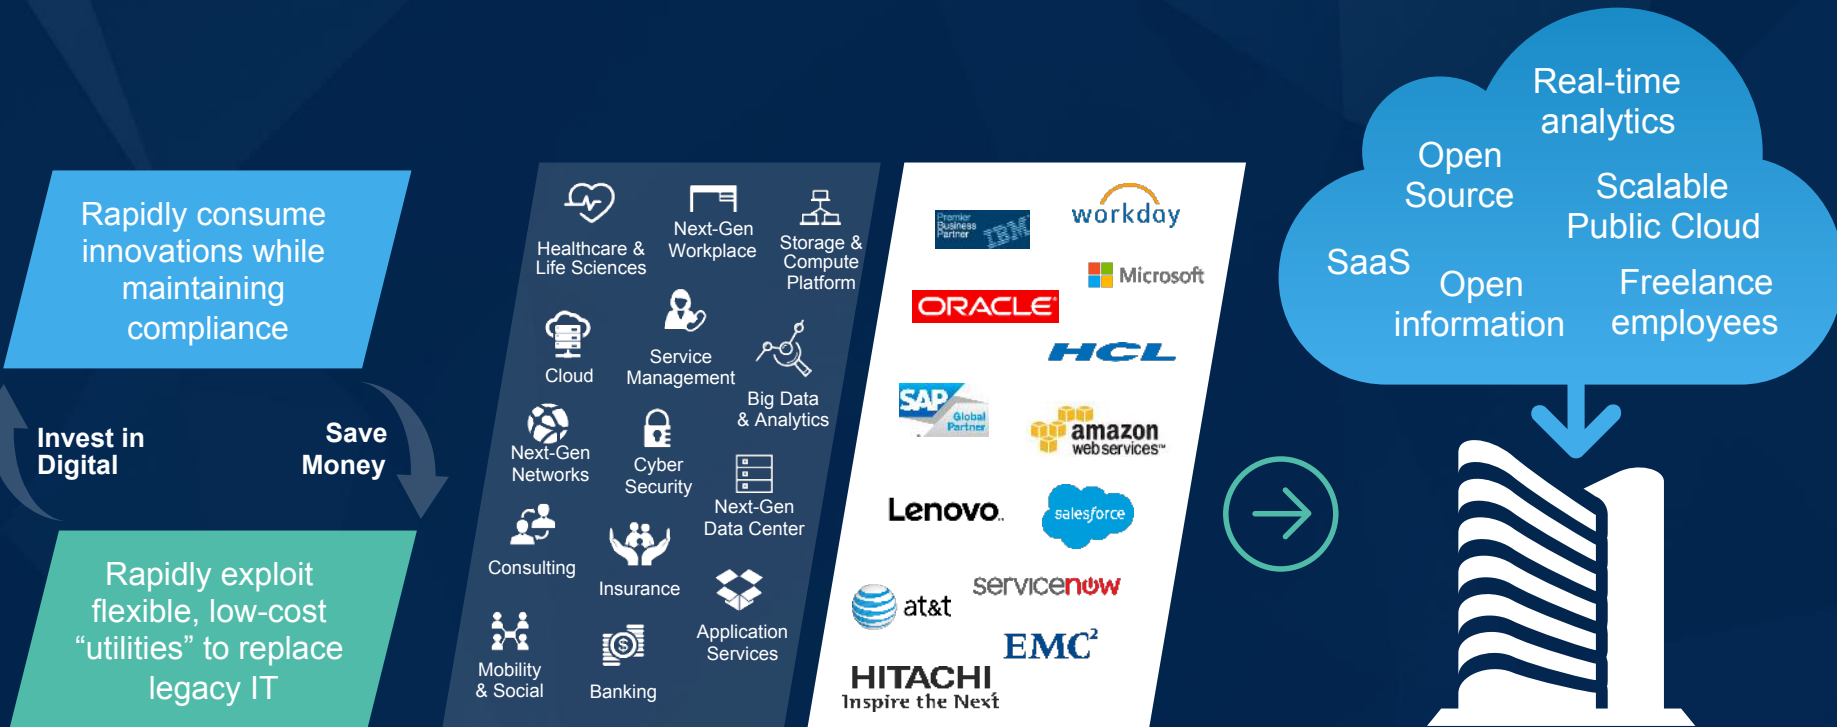 Rapidly consume
innovations while
maintaining
compliance
Invest in
Digital
Save
Money
Rapidly exploit
flexible, low-cost
“utilities” to replace
legacy IT
Healthcare &
Life Sciences
Next-Gen
Workplace
Storage &
Compute
Platform
Cloud
Service
Management
Big Data
& Analytics
Next-Gen
Networks
Cyber
Security
Next-Gen
Data Center
Consulting
Insurance
Application
Services
Mobility
& Social
$
Banking
Premier
Business
Partner
IBM
workday
Microsoft
ORACLE
HCL
SAP
Global
Partner
amazon
webservices™
Lenovo
salesforce
at&t
servicenow
EMC²
HITACHI
Inspire the Next
Real-time
analytics
Open
Source
Scalable
Public Cloud
SaaS
Open
information
Freelance
employees